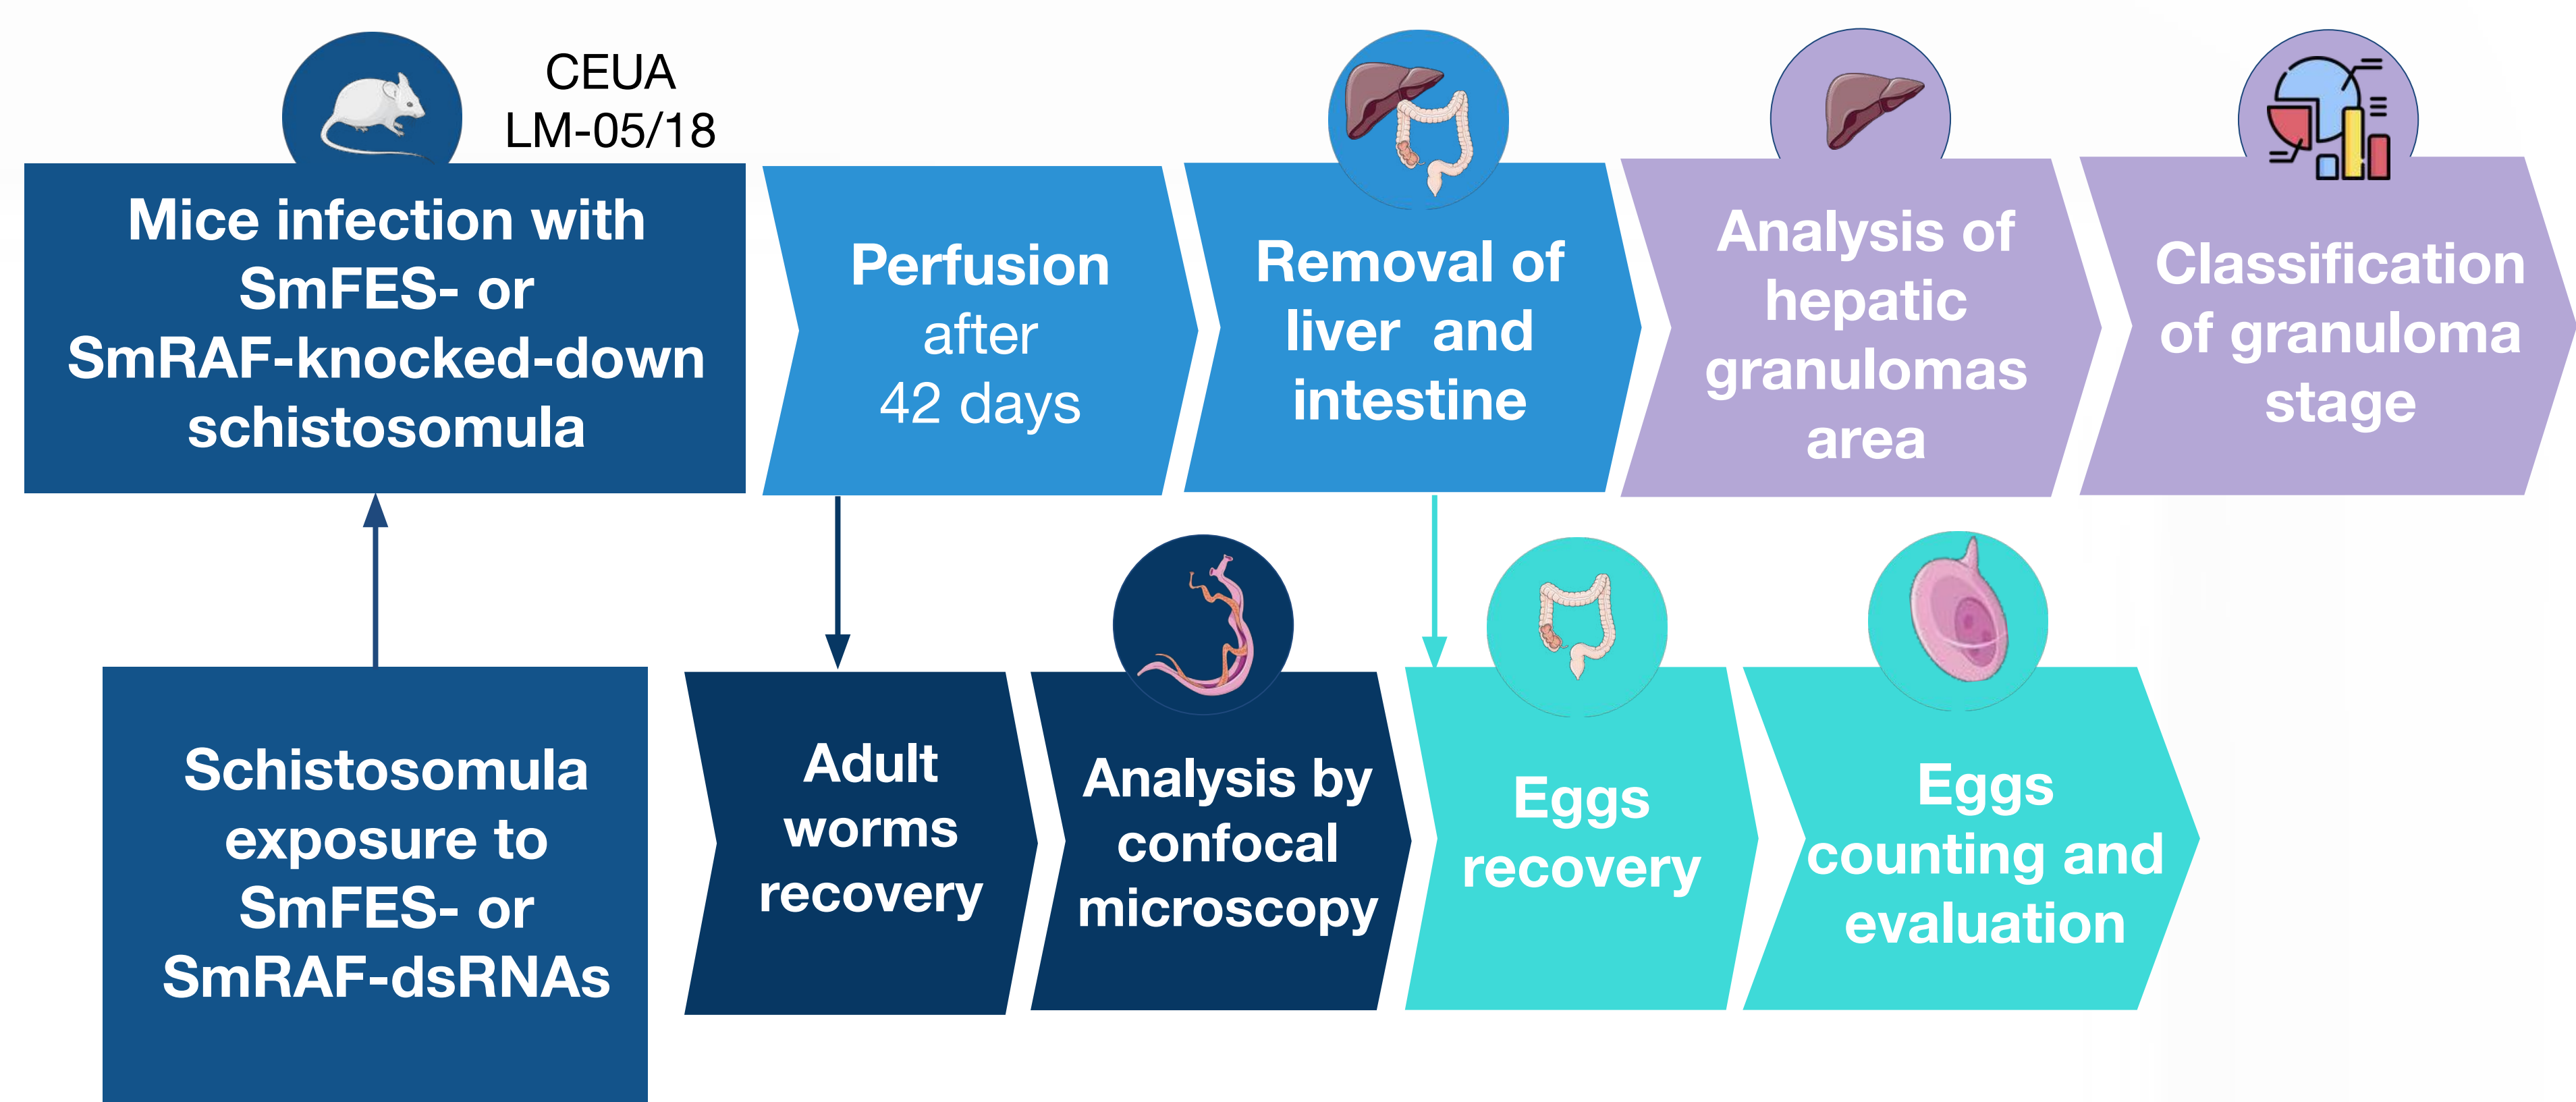 CEUA
LM-05/18
Mice infection with
SmFES- or
SmRAF-knocked-down
schistosomula
Perfusion
after
42 days
Removal of
liver and
intestine
Analysis of
hepatic
granulomas
area
Classification
of granuloma
stage
Schistosomula
exposure to
SmFES- or
SmRAF-dsRNAs
Adult
worms
recovery
Analysis by
confocal
microscopy
Eggs
recovery
Eggs
counting and
evaluation